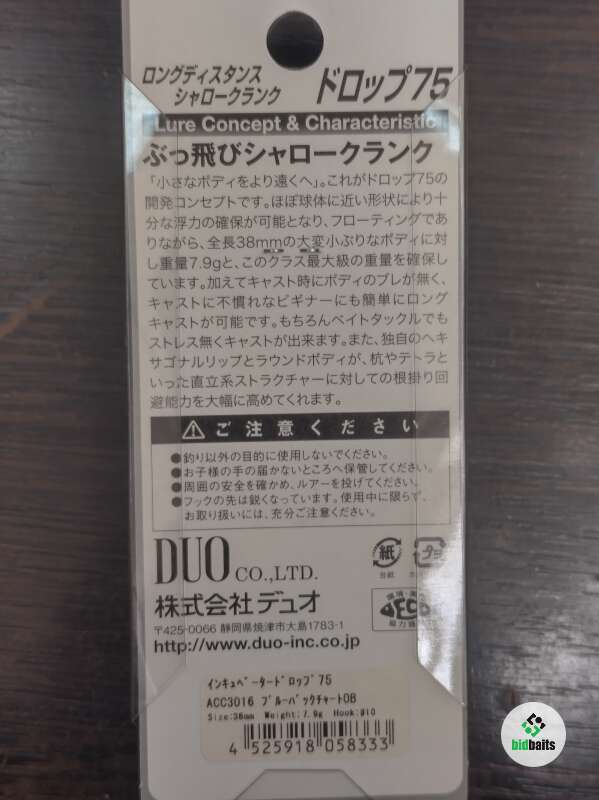 ロングディスタンス
シャロークランク
ドロップ75
Lure Concept & Characteristic
ぶっ飛びシャロークランク
「小さなボディをより遠くへ」。これがドロップ75の
開発コンセプトです。ほぼ球体に近い形状により十
分な浮力の確保が可能となり、フローティングであ
りながら、全長38mmの大変小ぶりなボディに対
し重量7.9gと、このクラス最大級の重量を確保し
ています。加えてキャスト時にボディのブレが無く、
キャストに不慣れなビギナーにも簡単にロング
キャストが可能です。もちろんベイトタックルでも
ストレス無くキャストが出来ます。また、独自のヘキ
サゴナルリップとラウンドボディが、杭やテトラと
いった直立系ストラクチャーに対しての根掛り回
避能力を大幅に高めてくれます。
ご注意ください
●釣り以外の目的に使用しないでください。
●お子様の手の届かないところへ保管してください。
●周囲の安全を確かめ、ルアーを投げてください。
●フックの先は鋭くなっています。使用中に限らず、
お取り扱いには、充分ご注意ください。
DUO CO.,LTD.
紙
台紙
プラ
株式会社デュオ
ECO
〒425-0066 静岡県焼津市大島1783-1
http://www.duo-inc.co.jp
インキュベータードロップ75
ACC3016 ブルーバックチャートOB
Size:38mm Weight:7.9g Hook:#10
4 525918 058333
bidbaits